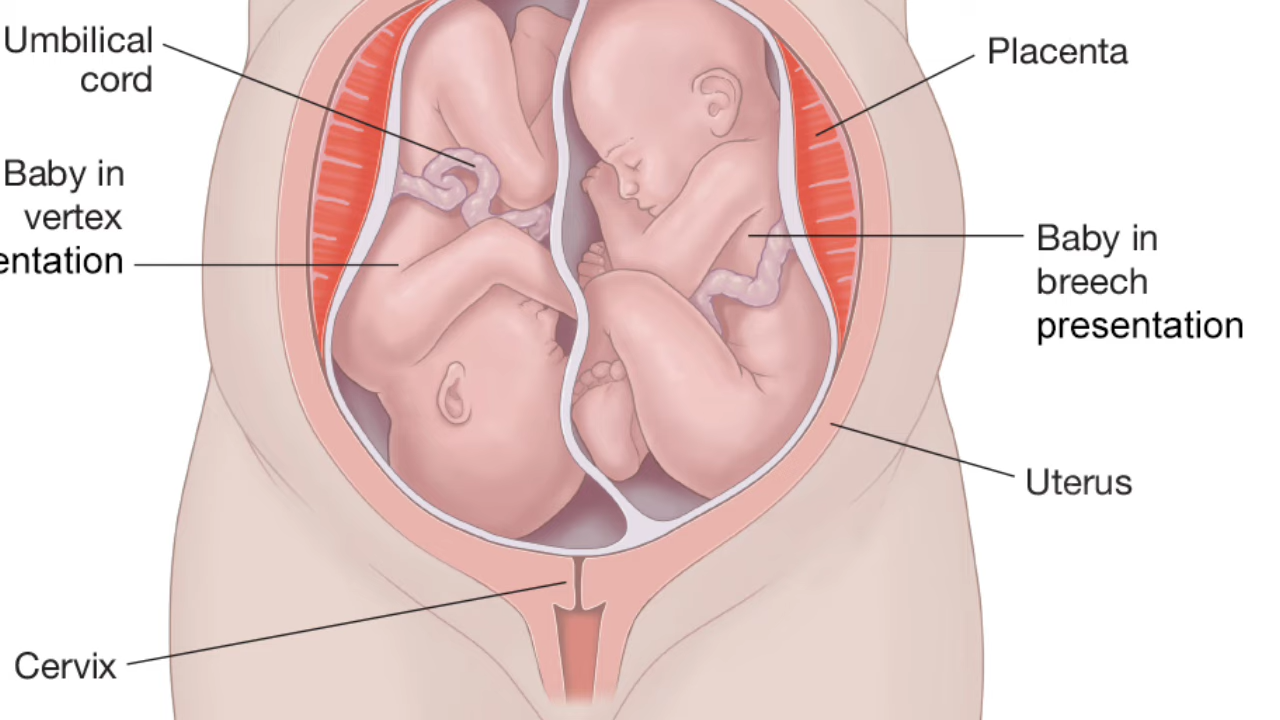 Umbilical
cord
Placenta
Baby in
vertex
entation
Baby in
breech
presentation
Uterus
Cervix